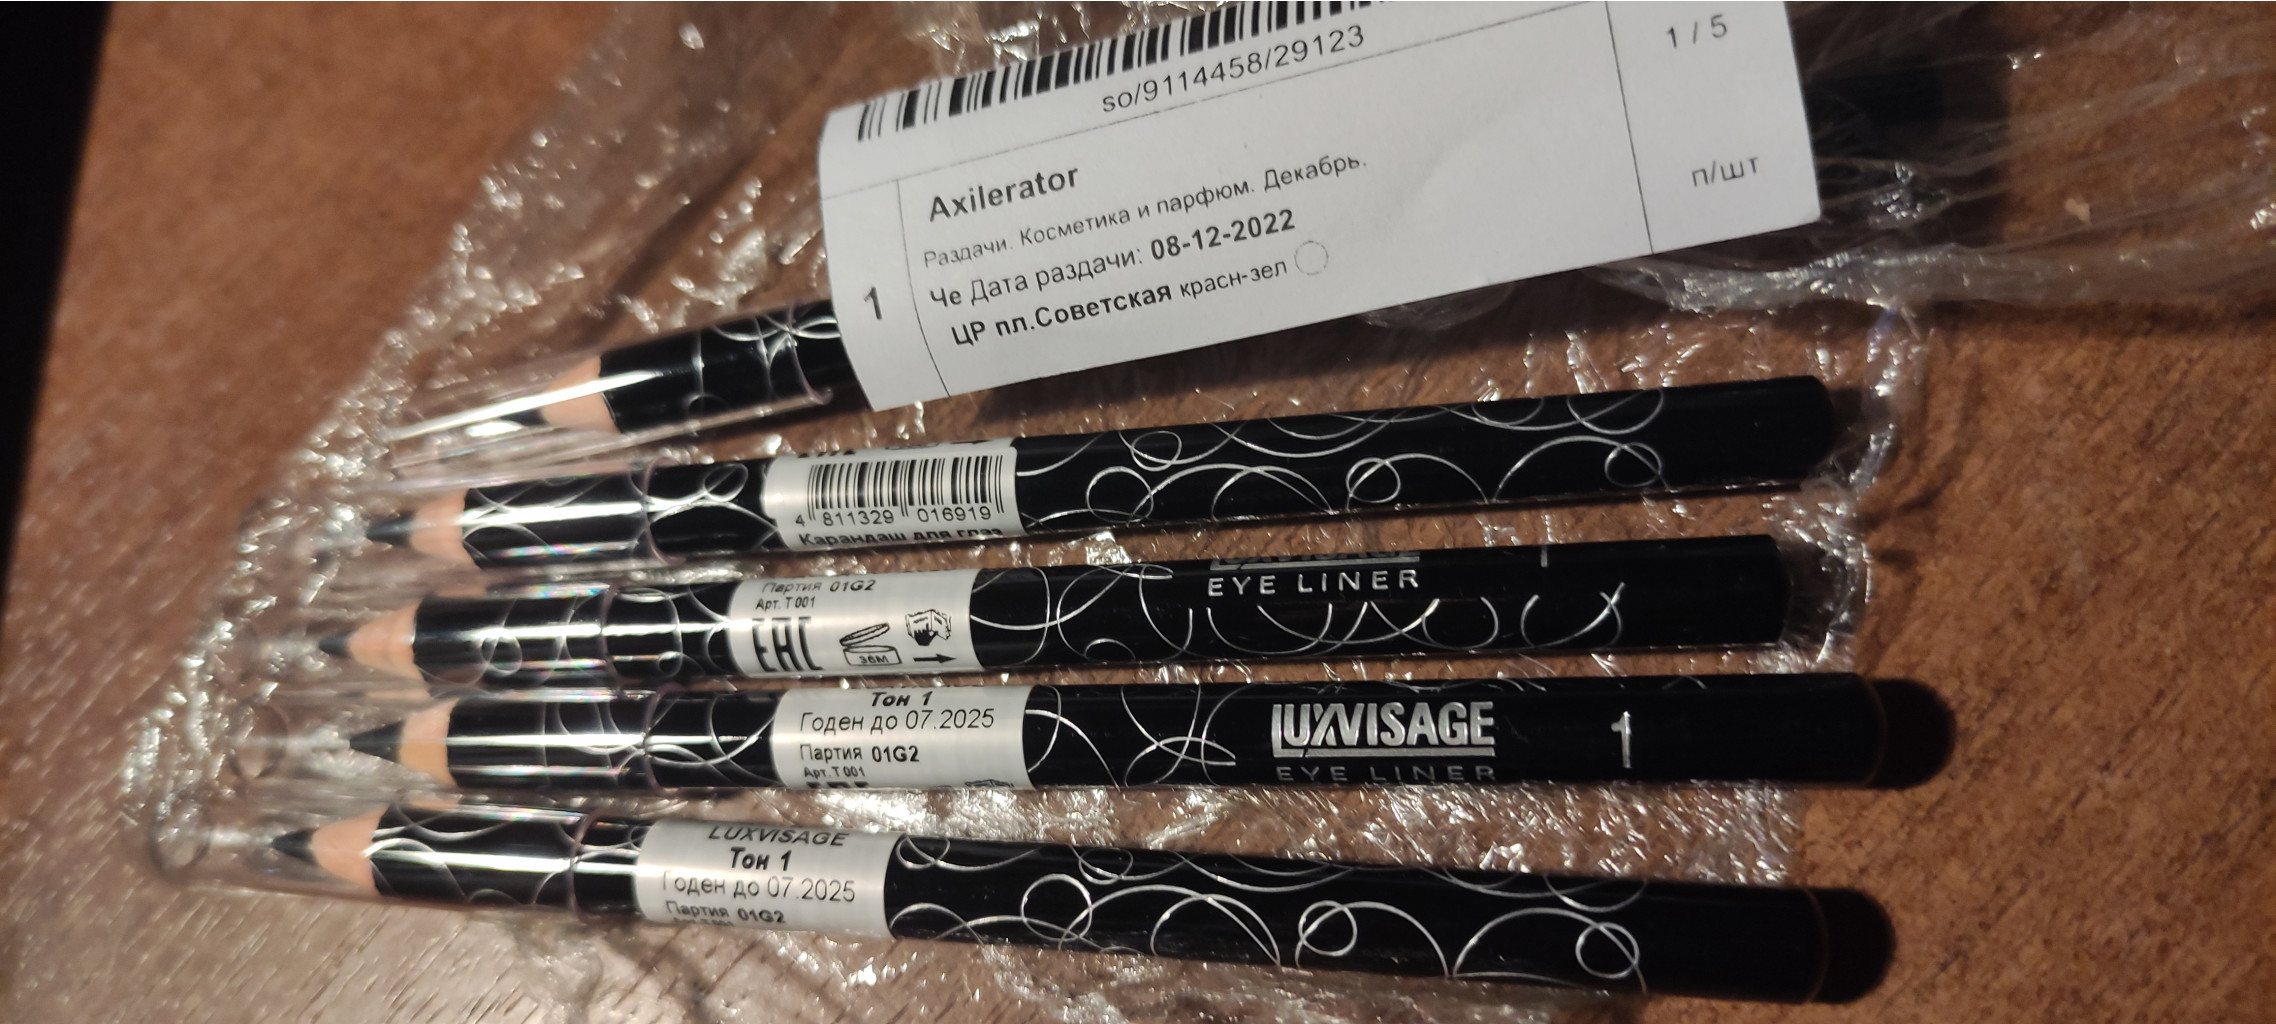 so/9114458/29123
1 / 5
1
Axilerator
Раздачи. Косметика и парфюм. Декабрь.
Че Дата раздачи: 08-12-2022
ЦР пл.Советская красн-зел
п/шт
4 811329 016919
Карандаш для глаз
Партия 01G2
Арт. Т001
ЕАС
36М
LUXVISAGE
EYE LINER
Тон 1
Годен до 07.2025
Партия 01G2
Арт. Т001
LUXVISAGE
EYE LINER
1
LUXVISAGE
Тон 1
Годен до 07.2025
Партия 01G2